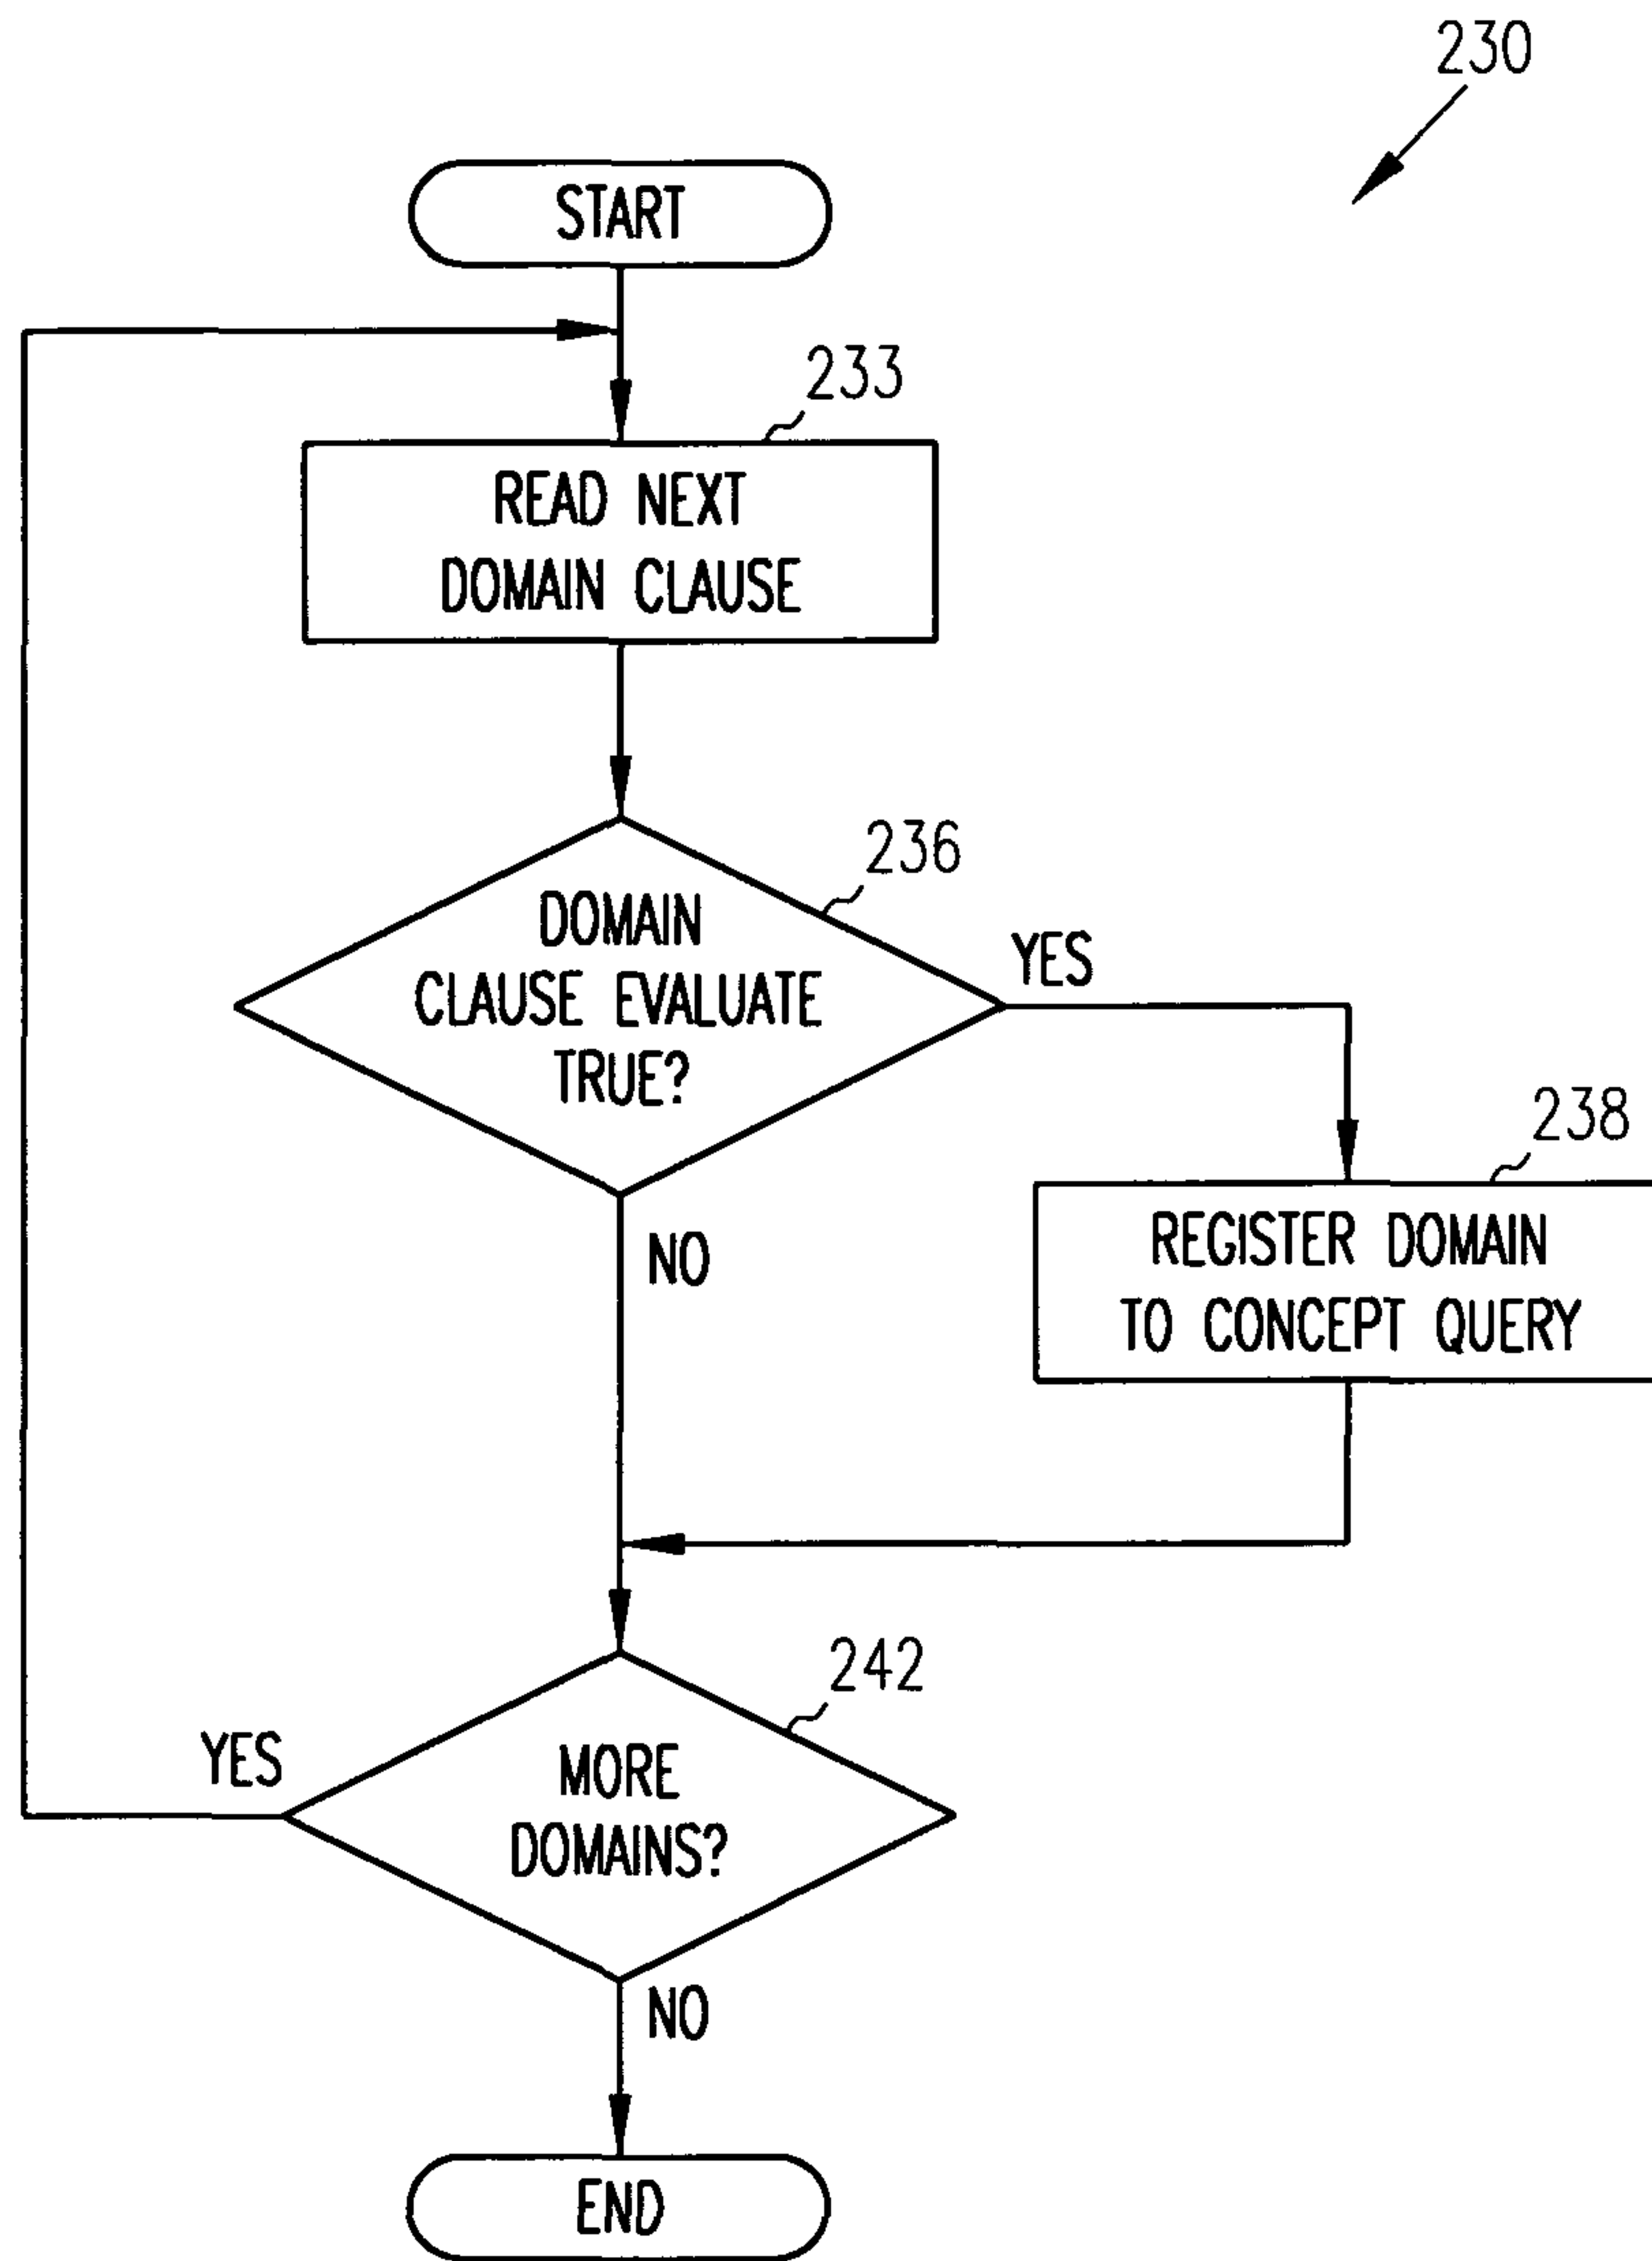 230
START
233
READ NEXT
DOMAIN CLAUSE
236
DOMAIN
CLAUSE EVALUATE
TRUE?
YES
238
REGISTER DOMAIN
TO CONCEPT QUERY
NO
242
YES
MORE
DOMAINS?
NO
END